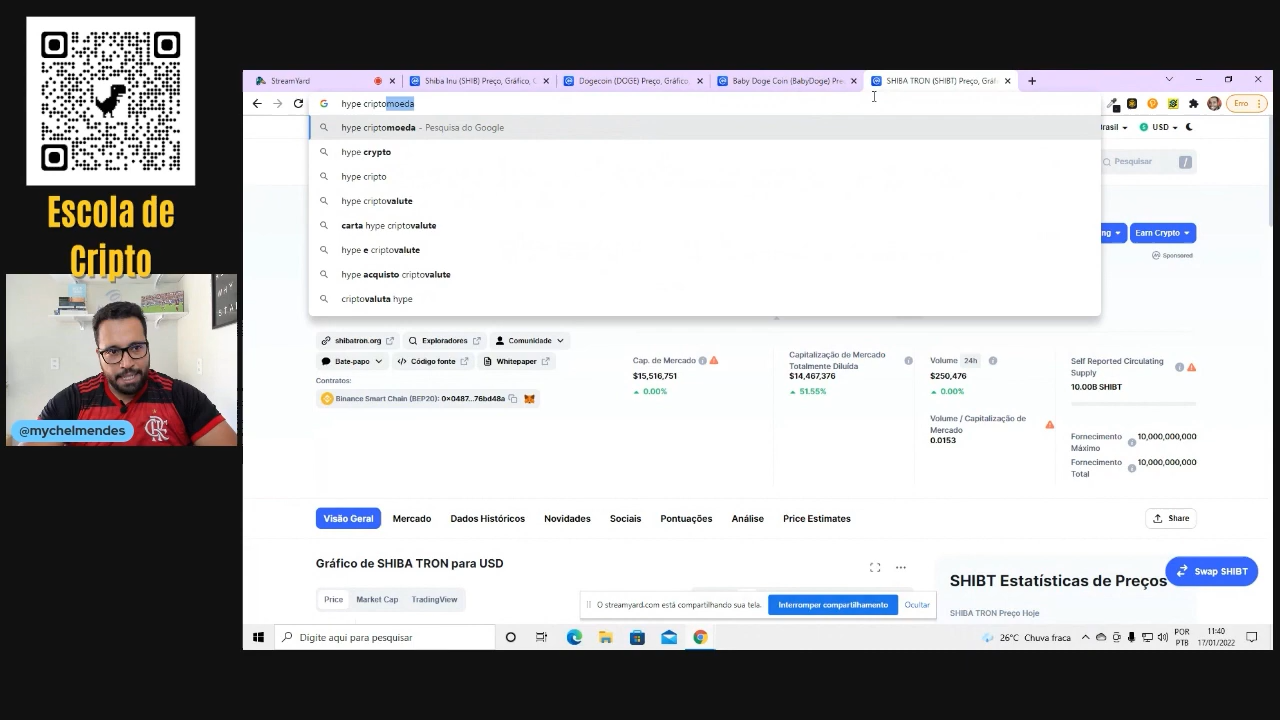 Escola de
Cripto
@mychelmendes
StreamYard
Shiba Inu (SHIB) Preço, Gráfico, C
Dogecoin (DOGE) Preço, Gráfico,
Baby Doge Coin (BabyDoge) Pre
SHIBA TRON (SHIBT) Preço, Gráf
hype criptomoeda
Erro
hype criptomoeda - Pesquisa do Google
hype crypto
hype cripto
hype criptovalute
carta hype criptovalute
hype e criptovalute
hype acquisto criptovalute
criptovaluta hype
rasil
USD
Pesquisar /
ng
Earn Crypto
Sponsored
shibatron.org
Exploradores
Comunidade
Bate-papo
Código fonte
Whitepaper
Contratos:
Binance Smart Chain (BEP20): 0x0487...76bd48a
Cap. de Mercado
$15,516,751
0.00%
Capitalização de Mercado
Totalmente Diluída
$14,467,376
51.55%
Volume 24h
$250,476
0.00%
Volume / Capitalização de
Mercado
0.0153
Self Reported Circulating
Supply
10.00B SHIBT
Fornecimento
Máximo
10,000,000,000
Fornecimento
Total
10,000,000,000
Visão Geral
Mercado
Dados Históricos
Novidades
Sociais
Pontuações
Análise
Price Estimates
Share
Gráfico de SHIBA TRON para USD
Price
Market Cap
TradingView
SHIBT Estatísticas de Preços
SHIBA TRON Preço Hoje
Swap SHIBT
O streamyard.com está compartilhando sua tela.
Interromper compartilhamento
Ocultar
Digite aqui para pesquisar
26°C Chuva fraca
POR
PTB
11:40
17/01/2022